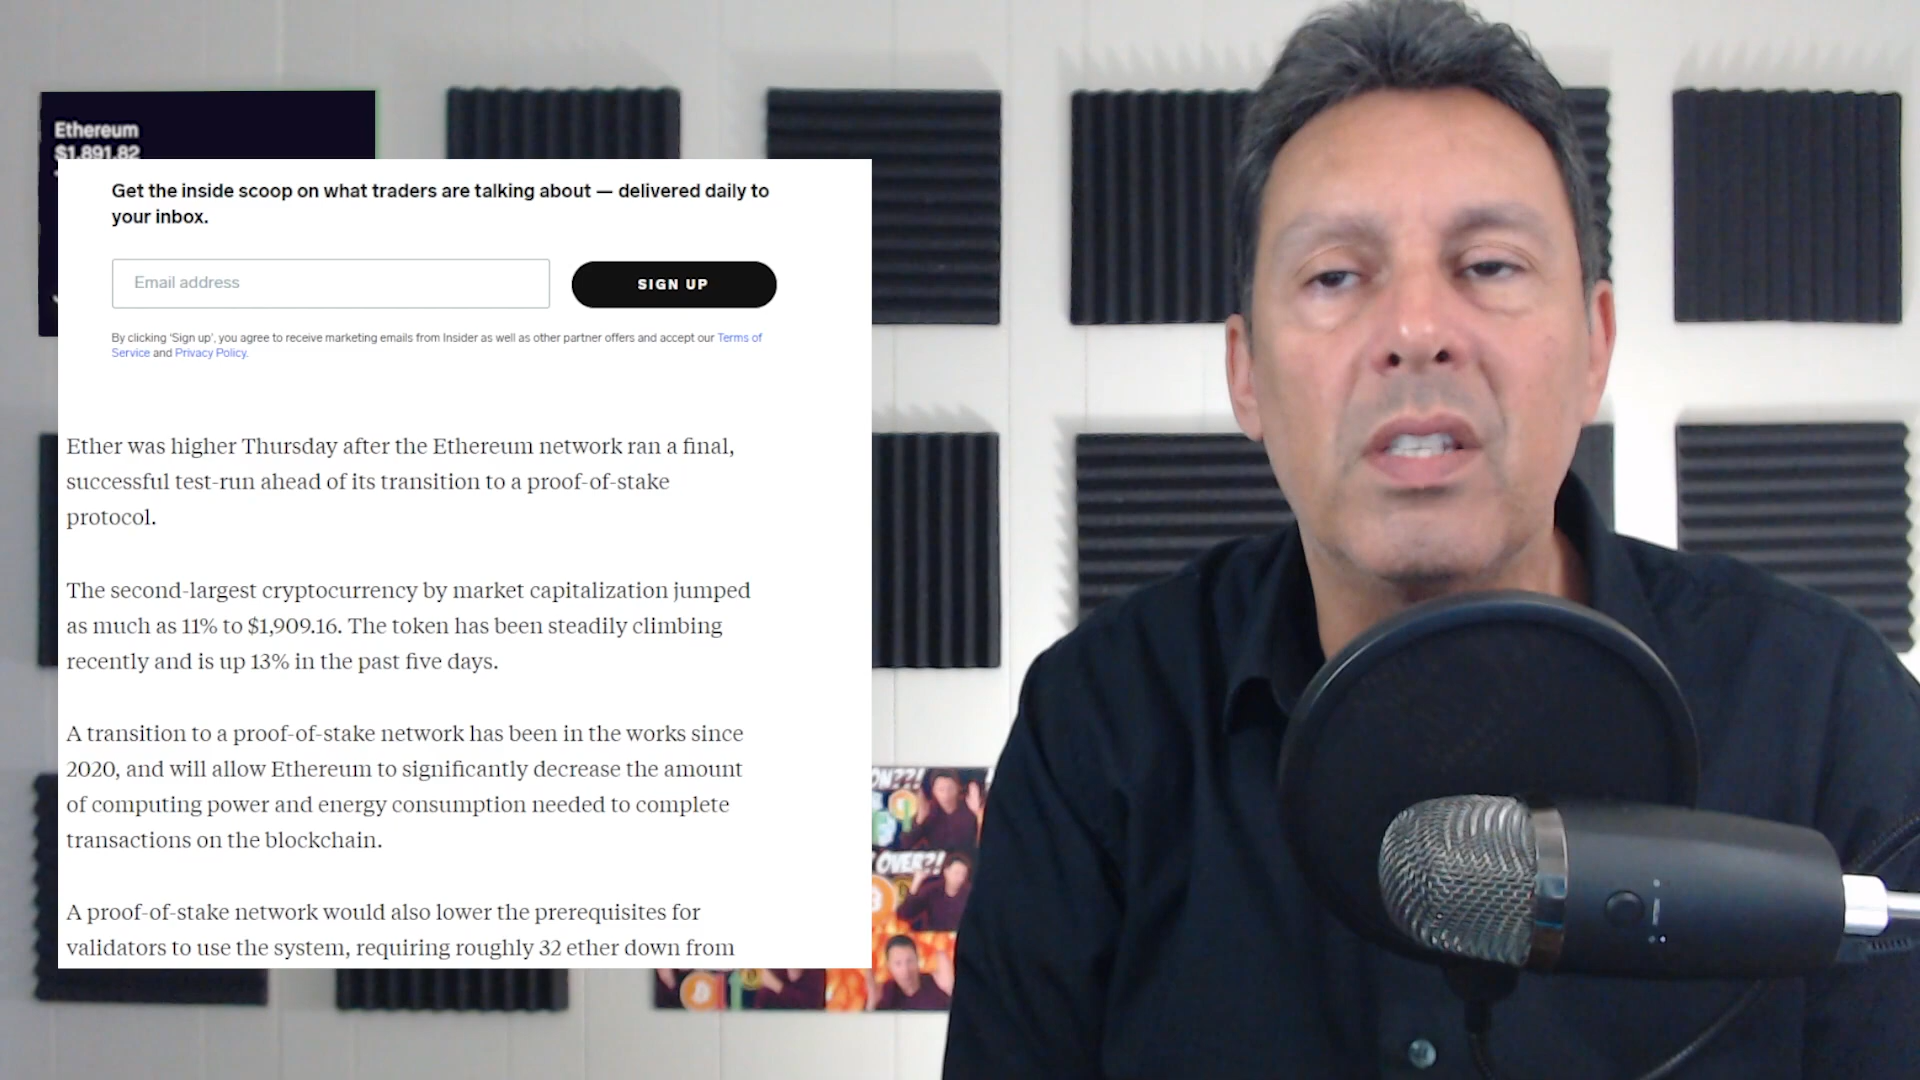 Ethereum
$1,891.82
Get the inside scoop on what traders are talking about — delivered daily to
your inbox.
Email address
SIGN UP
By clicking ‘Sign up’, you agree to receive marketing emails from Insider as well as other partner offers and accept our Terms of
Service and Privacy Policy.
Ether was higher Thursday after the Ethereum network ran a final,
successful test-run ahead of its transition to a proof-of-stake
protocol.
The second-largest cryptocurrency by market capitalization jumped
as much as 11% to $1,909.16. The token has been steadily climbing
recently and is up 13% in the past five days.
A transition to a proof-of-stake network has been in the works since
2020, and will allow Ethereum to significantly decrease the amount
of computing power and energy consumption needed to complete
transactions on the blockchain.
A proof-of-stake network would also lower the prerequisites for
validators to use the system, requiring roughly 32 ether down from
OVER?!